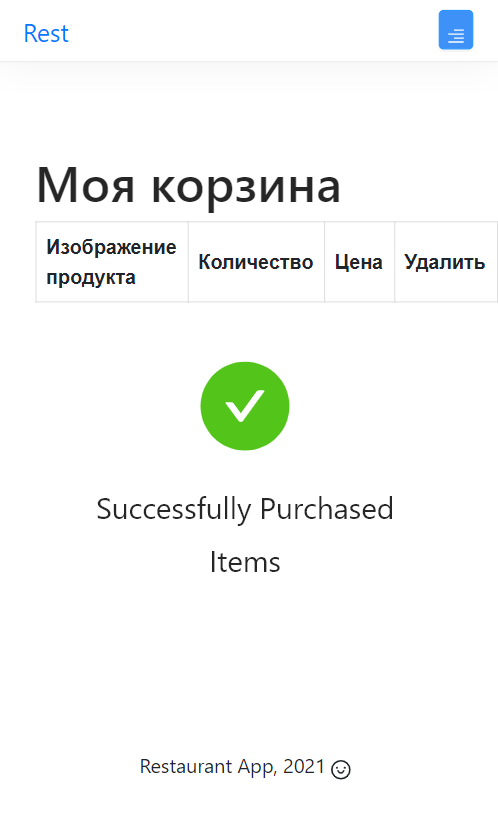 Rest
Моя корзина
Изображение продукта Количество Цена Удалить
Successfully Purchased
Items
Restaurant App, 2021